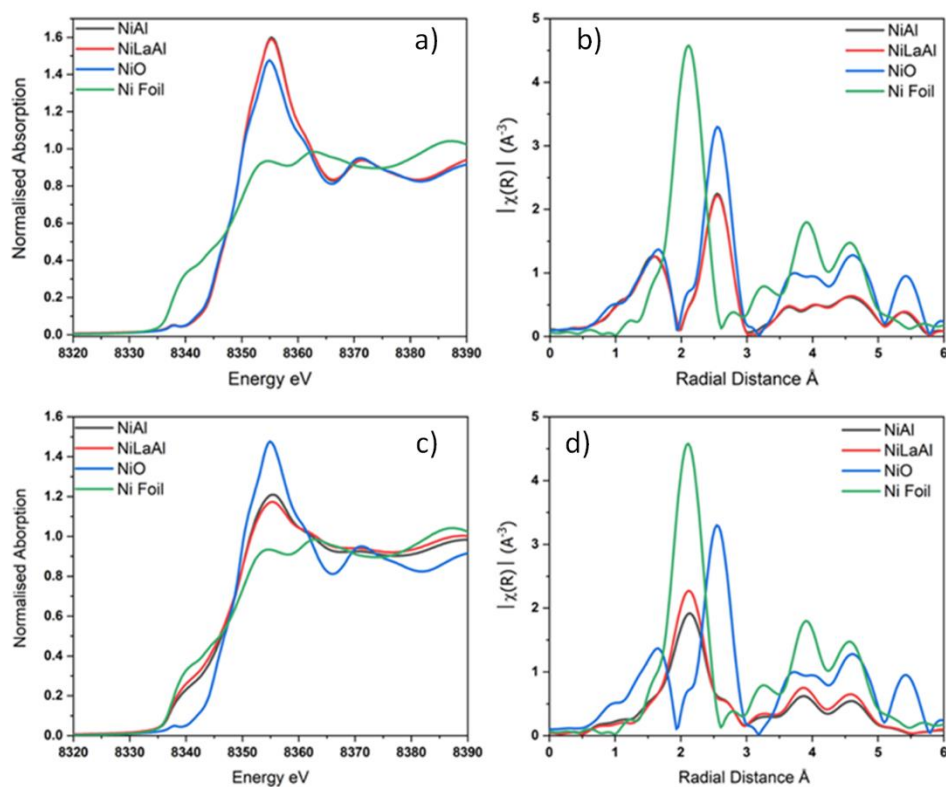 a)
NiAl
NiLaAl
NiO
Ni Foil
1.6
1.4
1.2
1.0
0.8
0.6
0.4
0.2
0.0
Normalised Absorption
8320 8330 8340 8350 8360 8370 8380 8390
Energy eV
b)
NiAl
NiLaAl
NiO
Ni Foil
5
4
3
2
1
0
|χ(R)| (A⁻³)
0 1 2 3 4 5 6
Radial Distance Å
c)
NiAl
NiLaAl
NiO
Ni Foil
1.6
1.4
1.2
1.0
0.8
0.6
0.4
0.2
0.0
Normalised Aborption
8320 8330 8340 8350 8360 8370 8380 8390
Energy eV
d)
NiAl
NiLaAl
NiO
Ni Foil
5
4
3
2
1
0
|χ(R)| (A⁻³)
0 1 2 3 4 5 6
Radial Distance Å